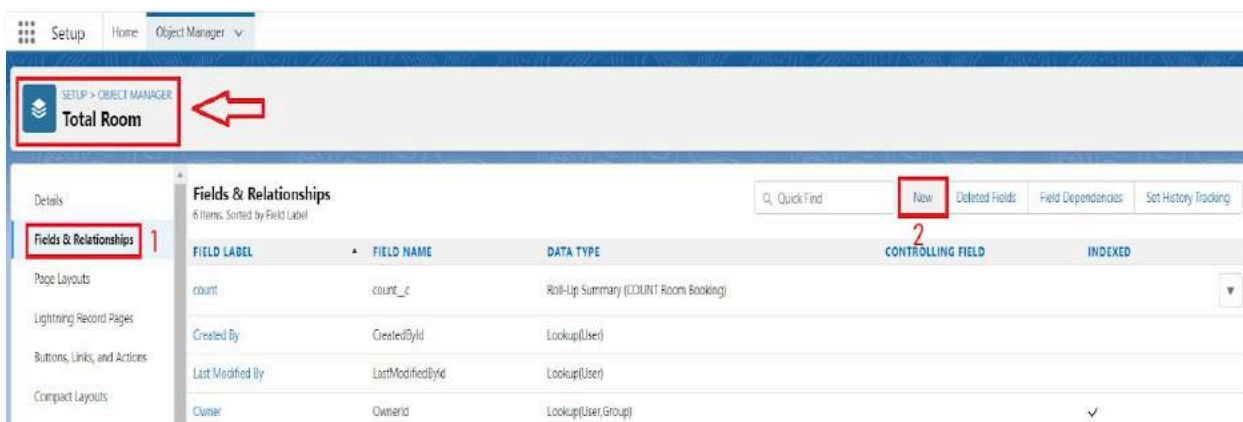 Setup Home Object Manager
SETUP > OBJECT MANAGER
Total Room
Details
Fields & Relationships 1
Page Layouts
Lightning Record Pages
Buttons, Links, and Actions
Compact Layouts
Fields & Relationships
6 Items, Sorted by Field Label
Quick Find
New
Deleted Fields
Field Dependencies
Set History Tracking
2
FIELD LABEL FIELD NAME DATA TYPE CONTROLLING FIELD INDEXED
count count__c Roll-Up Summary (COUNT Room Booking)
Created By CreatedById Lookup(User)
Last Modified By LastModifiedById Lookup(User)
Owner OwnerId Lookup(User,Group)